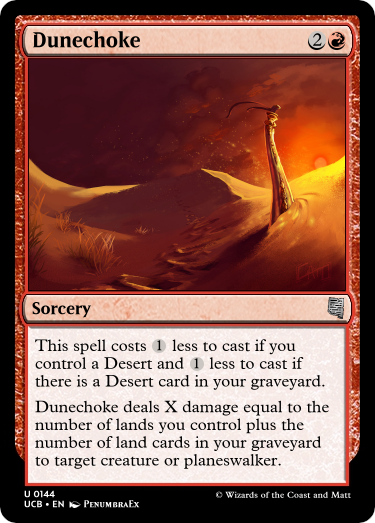 Dunechoke 2
Sorcery
This spell costs 1 less to cast if you
control a Desert and 1 less to cast if
there is a Desert card in your graveyard.
Dunechoke deals X damage equal to the
number of lands you control plus the
number of land cards in your graveyard
to target creature or planeswalker.
U 0144
UCB • EN PenumbraEx © Wizards of the Coast and Matt